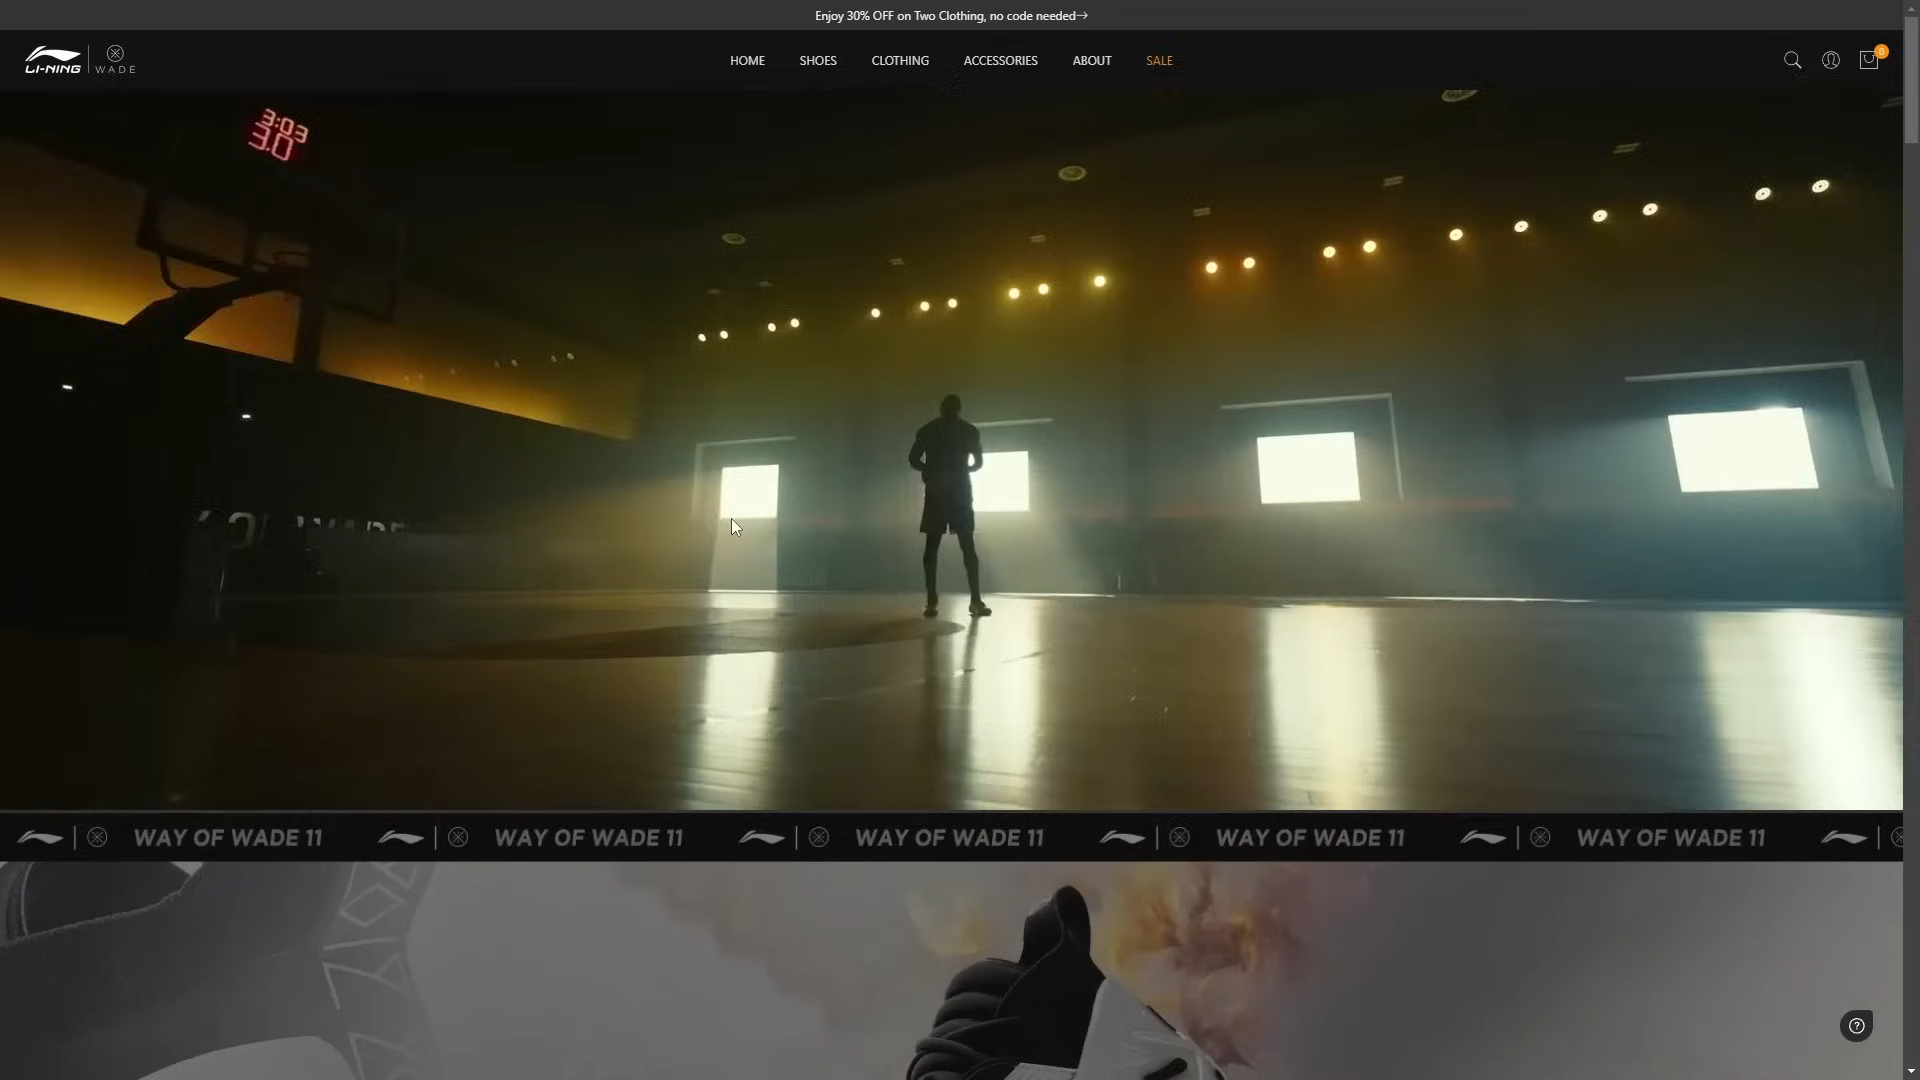 Enjoy 30% OFF on Two Clothing, no code needed→
LI-NING WADE
HOME SHOES CLOTHING ACCESSORIES ABOUT SALE
0
3:03
3.0
WAY OF WADE 11 WAY OF WADE 11 WAY OF WADE 11 WAY OF WADE 11 WAY OF WADE 11
?